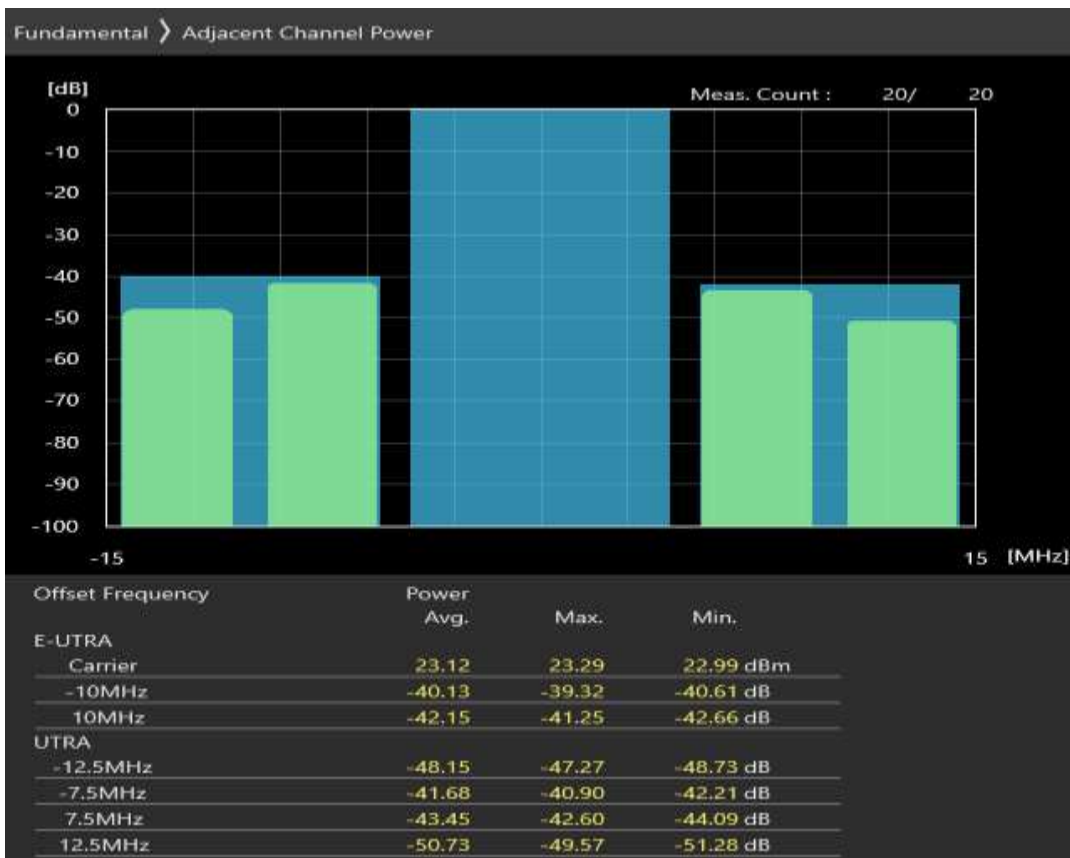 Fundamental ❯ Adjacent Channel Power
[dB]
Meas. Count : 20/ 20
0
-10
-20
-30
-40
-50
-60
-70
-80
-90
-100
-15 15 [MHz]
Offset Frequency Power
Avg. Max. Min.
E-UTRA
Carrier 23.12 23.29 22.99 dBm
-10MHz -40.13 -39.32 -40.61 dB
10MHz -42.15 -41.25 -42.66 dB
UTRA
-12.5MHz -48.15 -47.27 -48.73 dB
-7.5MHz -41.68 -40.90 -42.21 dB
7.5MHz -43.45 -42.60 -44.09 dB
12.5MHz -50.73 -49.57 -51.28 dB